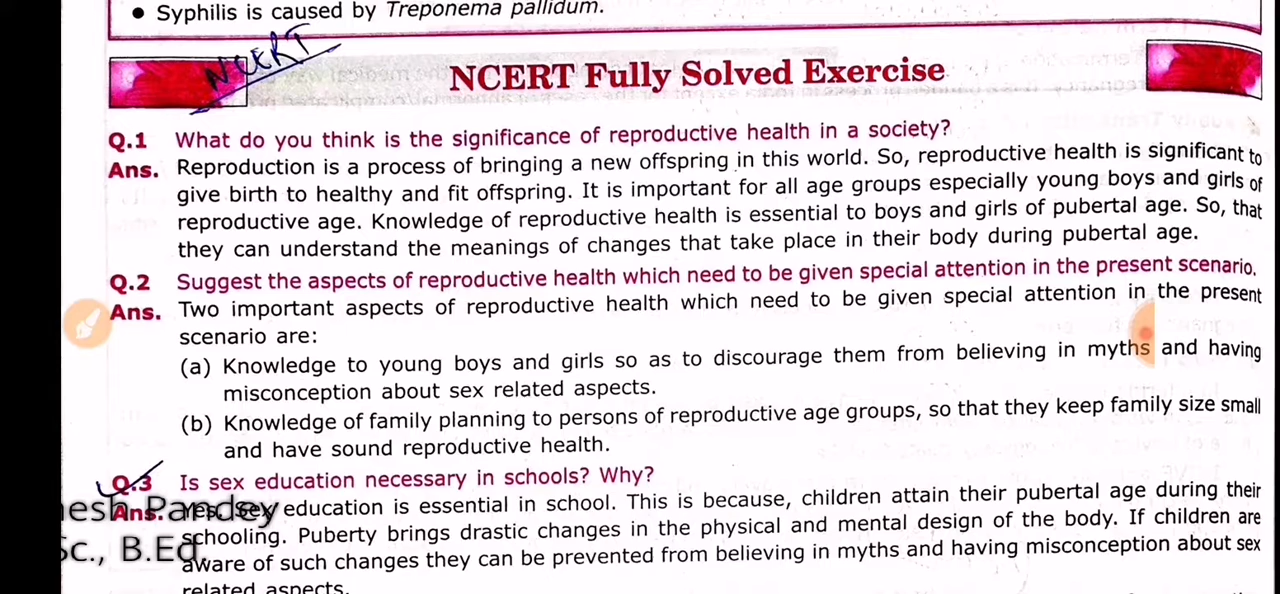 • Syphilis is caused by Treponema pallidum.
NCERT
NCERT Fully Solved Exercise
Q.1 What do you think is the significance of reproductive health in a society?
Ans. Reproduction is a process of bringing a new offspring in this world. So, reproductive health is significant to
give birth to healthy and fit offspring. It is important for all age groups especially young boys and girls of
reproductive age. Knowledge of reproductive health is essential to boys and girls of pubertal age. So, that
they can understand the meanings of changes that take place in their body during pubertal age.
Q.2 Suggest the aspects of reproductive health which need to be given special attention in the present scenario.
Ans. Two important aspects of reproductive health which need to be given special attention in the present
scenario are:
(a) Knowledge to young boys and girls so as to discourage them from believing in myths and having
misconception about sex related aspects.
(b) Knowledge of family planning to persons of reproductive age groups, so that they keep family size small
and have sound reproductive health.
Q.3 Is sex education necessary in schools? Why?
Ans. Yes, sex education is essential in school. This is because, children attain their pubertal age during their
schooling. Puberty brings drastic changes in the physical and mental design of the body. If children are
aware of such changes they can be prevented from believing in myths and having misconception about sex
related aspects.
esh Pandey
Sc., B.Ed.